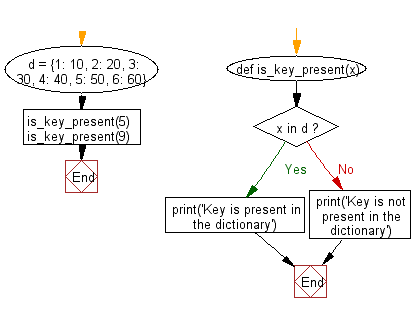 d = {1: 10, 2: 20, 3:
30, 4: 40, 5: 50, 6: 60}
is_key_present(5)
is_key_present(9)
End
def is_key_present(x)
x in d ?
Yes
No
print('Key is present in
the dictionary')
print('Key is not
present in the
dictionary')
End